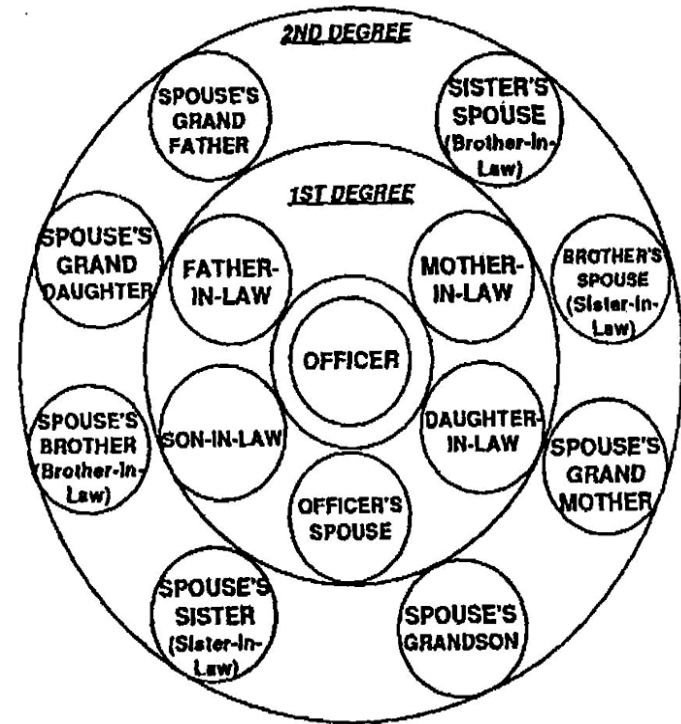 2ND DEGREE
SPOUSE'S
GRAND
FATHER
SISTER'S
SPOUSE
(Brother-In-
Law)
1ST DEGREE
SPOUSE'S
GRAND
DAUGHTER
FATHER-
IN-LAW
MOTHER-
IN-LAW
BROTHER'S
SPOUSE
(Sister-In-
Law)
OFFICER
SPOUSE'S
BROTHER
(Brother-In-
Law)
SON-IN-LAW
DAUGHTER-
IN-LAW
SPOUSE'S
GRAND
MOTHER
OFFICER'S
SPOUSE
SPOUSE'S
SISTER
(Sister-In-
Law)
SPOUSE'S
GRANDSON